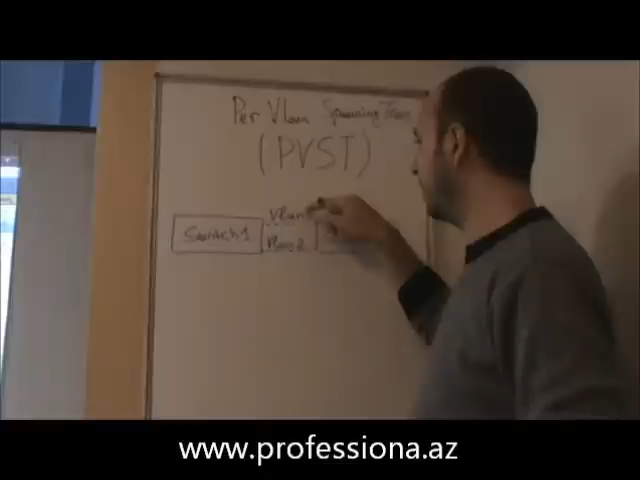 Per Vlan Spanning Tree
(PVST)
Vlan
Switch1
Vlan2
www.professiona.az